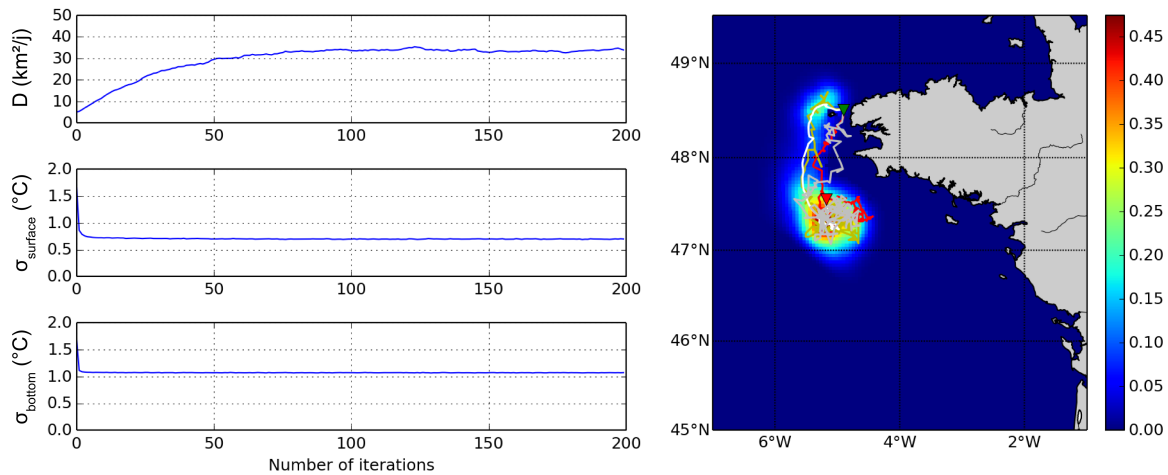 50
40
30
20
10
0
D (km²/j)
0 50 100 150 200
2.0
1.5
1.0
0.5
0.0
σsurface (°C)
0 50 100 150 200
2.0
1.5
1.0
0.5
0.0
σbottom (°C)
0 50 100 150 200
Number of iterations
49°N
48°N
47°N
46°N
45°N
6°W 4°W 2°W
0.45
0.40
0.35
0.30
0.25
0.20
0.15
0.10
0.05
0.00